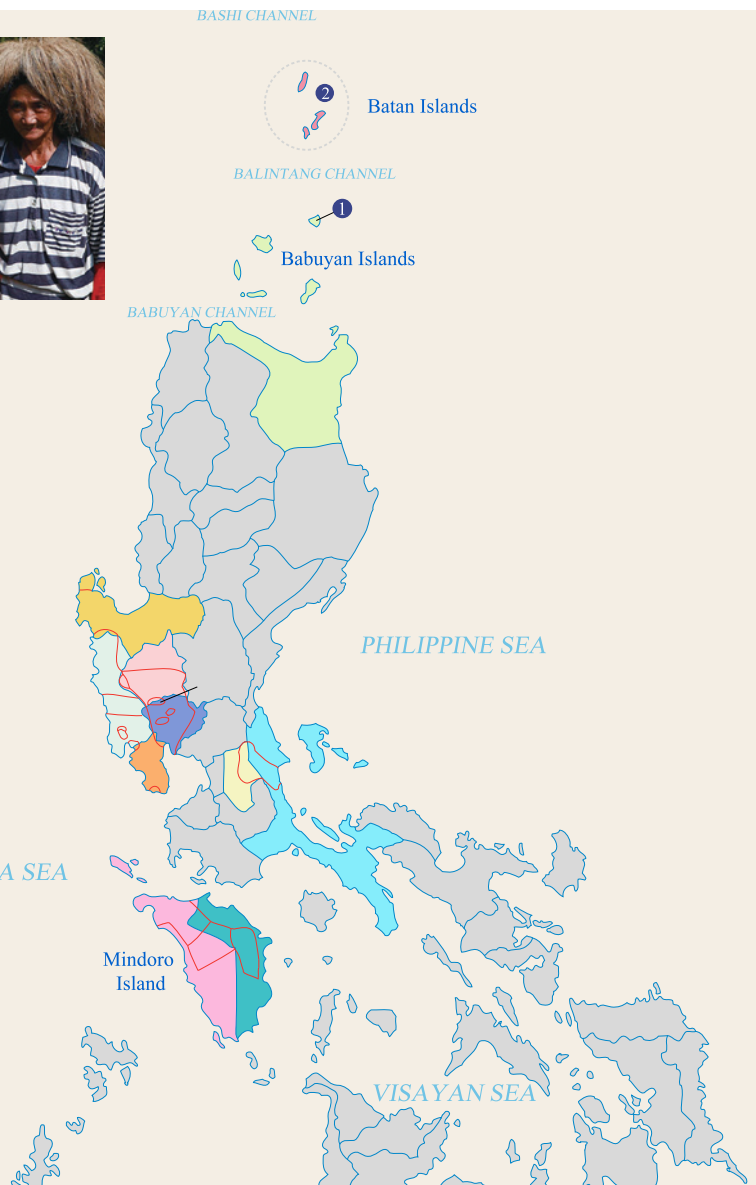 BASHI CHANNEL
2
Batan Islands
BALINTANG CHANNEL
1
Babuyan Islands
BABUYAN CHANNEL
PHILIPPINE SEA
A SEA
Mindoro
Island
VISAYAN SEA